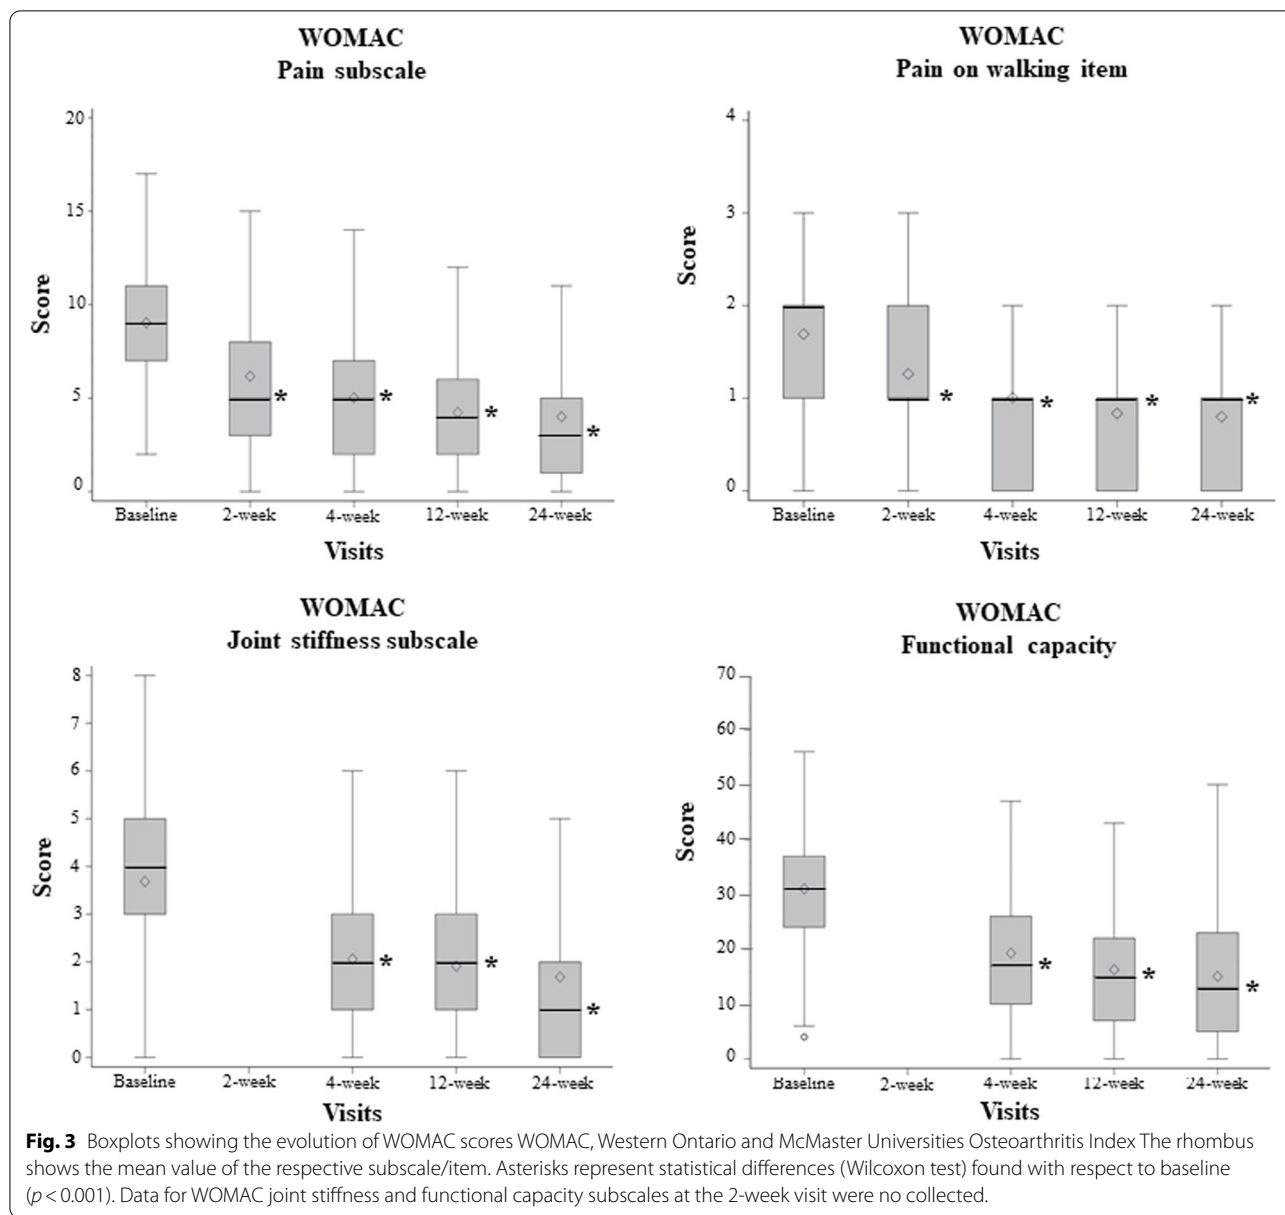 WOMAC
Pain subscale
20
15
10
5
0
Score
Baseline 2-week 4-week 12-week 24-week
* * * *
Visits
WOMAC
Pain on walking item
4
3
2
1
0
Score
Baseline 2-week 4-week 12-week 24-week
* * * *
Visits
WOMAC
Joint stiffness subscale
8
7
6
5
4
3
2
1
0
Score
Baseline 2-week 4-week 12-week 24-week
* * *
Visits
WOMAC
Functional capacity
70
60
50
40
30
20
10
0
Score
Baseline 2-week 4-week 12-week 24-week
* * *
Visits
Fig. 3 Boxplots showing the evolution of WOMAC scores WOMAC, Western Ontario and McMaster Universities Osteoarthritis Index The rhombus
shows the mean value of the respective subscale/item. Asterisks represent statistical differences (Wilcoxon test) found with respect to baseline
(p < 0.001). Data for WOMAC joint stiffness and functional capacity subscales at the 2-week visit were no collected.